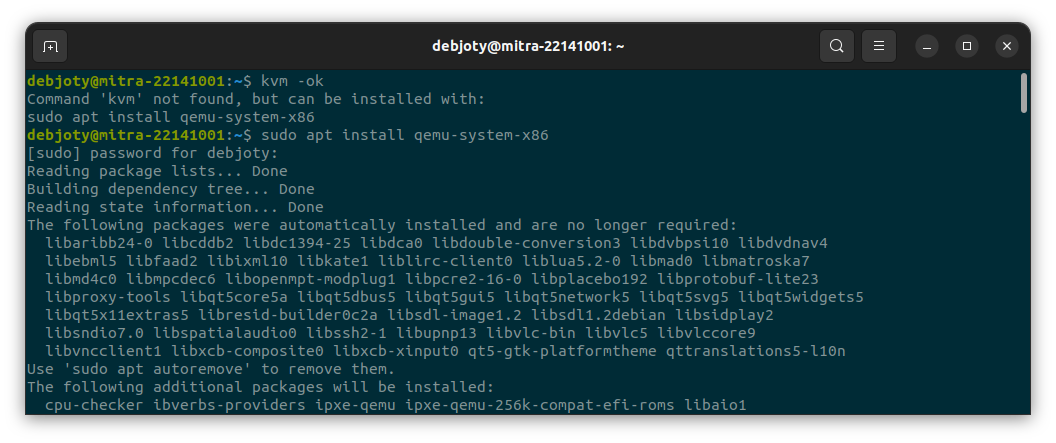 debjoty@mitra-22141001: ~
debjoty@mitra-22141001:~$ kvm -ok
Command 'kvm' not found, but can be installed with:
sudo apt install qemu-system-x86
debjoty@mitra-22141001:~$ sudo apt install qemu-system-x86
[sudo] password for debjoty:
Reading package lists... Done
Building dependency tree... Done
Reading state information... Done
The following packages were automatically installed and are no longer required:
  libaribb24-0 libcddb2 libdc1394-25 libdca0 libdouble-conversion3 libdvbpsi10 libdvdnav4
  libebml5 libfaad2 libixml10 libkate1 liblirc-client0 liblua5.2-0 libmad0 libmatroska7
  libmd4c0 libmpcdec6 libopenmpt-modplug1 libpcre2-16-0 libplacebo192 libprotobuf-lite23
  libproxy-tools libqt5core5a libqt5dbus5 libqt5gui5 libqt5network5 libqt5svg5 libqt5widgets5
  libqt5x11extras5 libresid-builder0c2a libsdl-image1.2 libsdl1.2debian libsidplay2
  libsndio7.0 libspatialaudio0 libssh2-1 libupnp13 libvlc-bin libvlc5 libvlccore9
  libvncclient1 libxcb-composite0 libxcb-xinput0 qt5-gtk-platformtheme qttranslations5-l10n
Use 'sudo apt autoremove' to remove them.
The following additional packages will be installed:
  cpu-checker ibverbs-providers ipxe-qemu ipxe-qemu-256k-compat-efi-roms libaio1